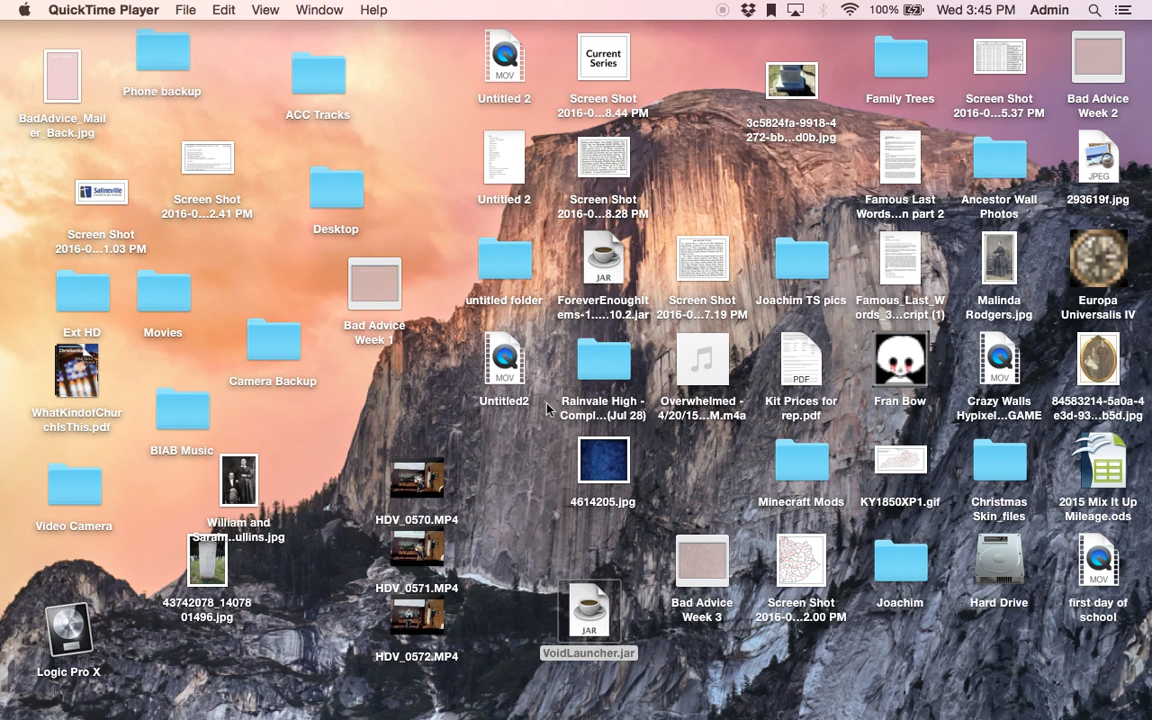 QuickTime Player File Edit View Window Help 100% Wed 3:45 PM Admin
Phone backup
BadAdvice_Mail
er_Back.jpg
ACC Tracks
Untitled 2
Current
Series
Screen Shot
2016-0...8.44 PM
3c5824fa-9918-4
272-bb...d0b.jpg
Family Trees
Screen Shot
2016-0...5.37 PM
Bad Advice
Week 2
Salineville
Screen Shot
2016-0...1.03 PM
Screen Shot
2016-0...2.41 PM
Desktop
Untitled 2
Screen Shot
2016-0...8.28 PM
Famous Last
Words...n part 2
Ancestor Wall
Photos
JPEG
293619f.jpg
Ext HD
Movies
Bad Advice
Week 1
untitled folder
JAR
ForeverEnoughIt
ems-1.....10.2.jar
Screen Shot
2016-0...7.19 PM
Joachim TS pics
Famous_Last_W
ords_3...cript (1)
Malinda
Rodgers.jpg
Europa
Universalis IV
WhatKindofChur
chIsThis.pdf
Camera Backup
MOV
Untitled2
Rainvale High -
Compl...(Jul 28)
Overwhelmed -
4/20/15...M.m4a
PDF
Kit Prices for
rep.pdf
Fran Bow
MOV
Crazy Walls
Hypixel...GAME
84583214-5a0a-4
e3d-93...b5d.jpg
BIAB Music
Video Camera
William and
Sarah...ullins.jpg
HDV_0570.MP4
4614205.jpg
Minecraft Mods
KY1850XP1.gif
Christmas
Skin_files
2015 Mix It Up
Mileage.ods
43742078_14078
01496.jpg
HDV_0571.MP4
HDV_0572.MP4
JAR
VoidLauncher.jar
Bad Advice
Week 3
Screen Shot
2016-0...2.00 PM
Joachim
Hard Drive
MOV
first day of
school
Logic Pro X
MOV